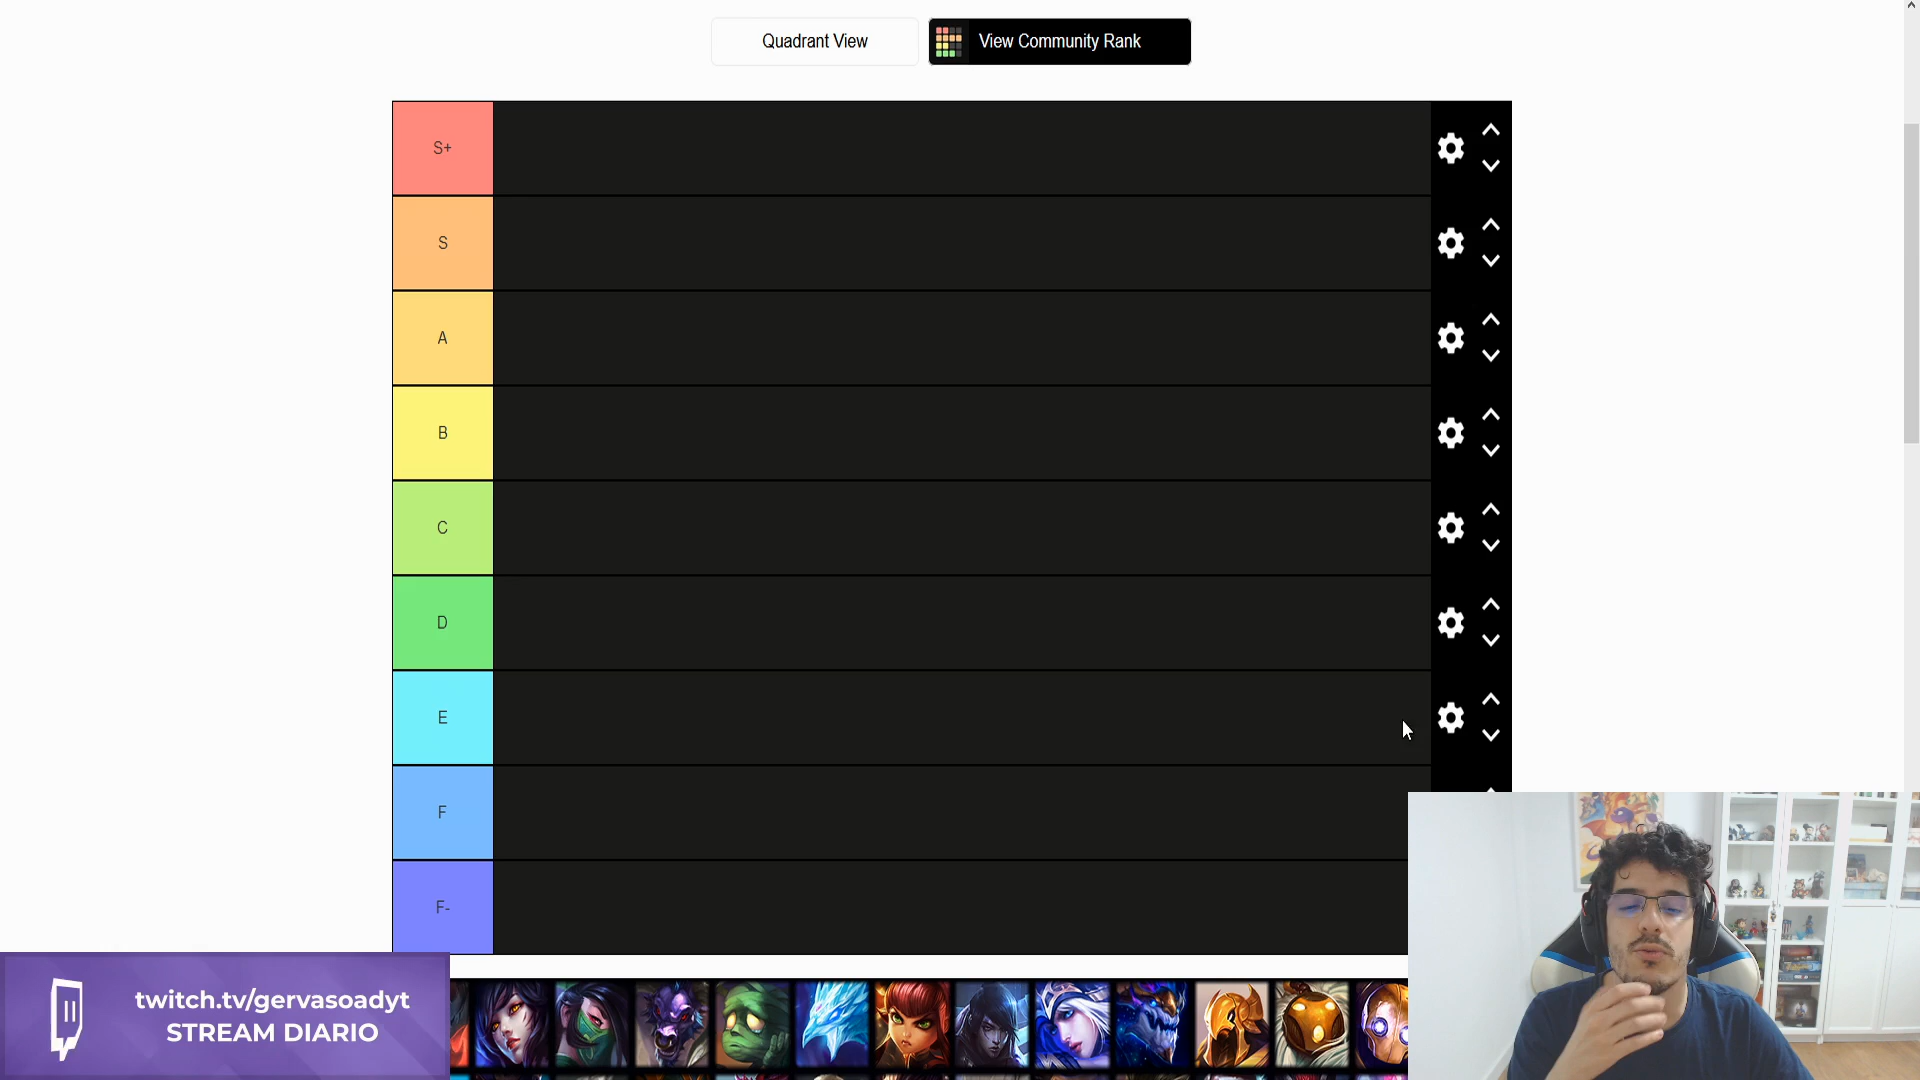 Quadrant View
View Community Rank
S+
S
A
B
C
D
E
F
F-
twitch.tv/gervasoadyt
STREAM DIARIO